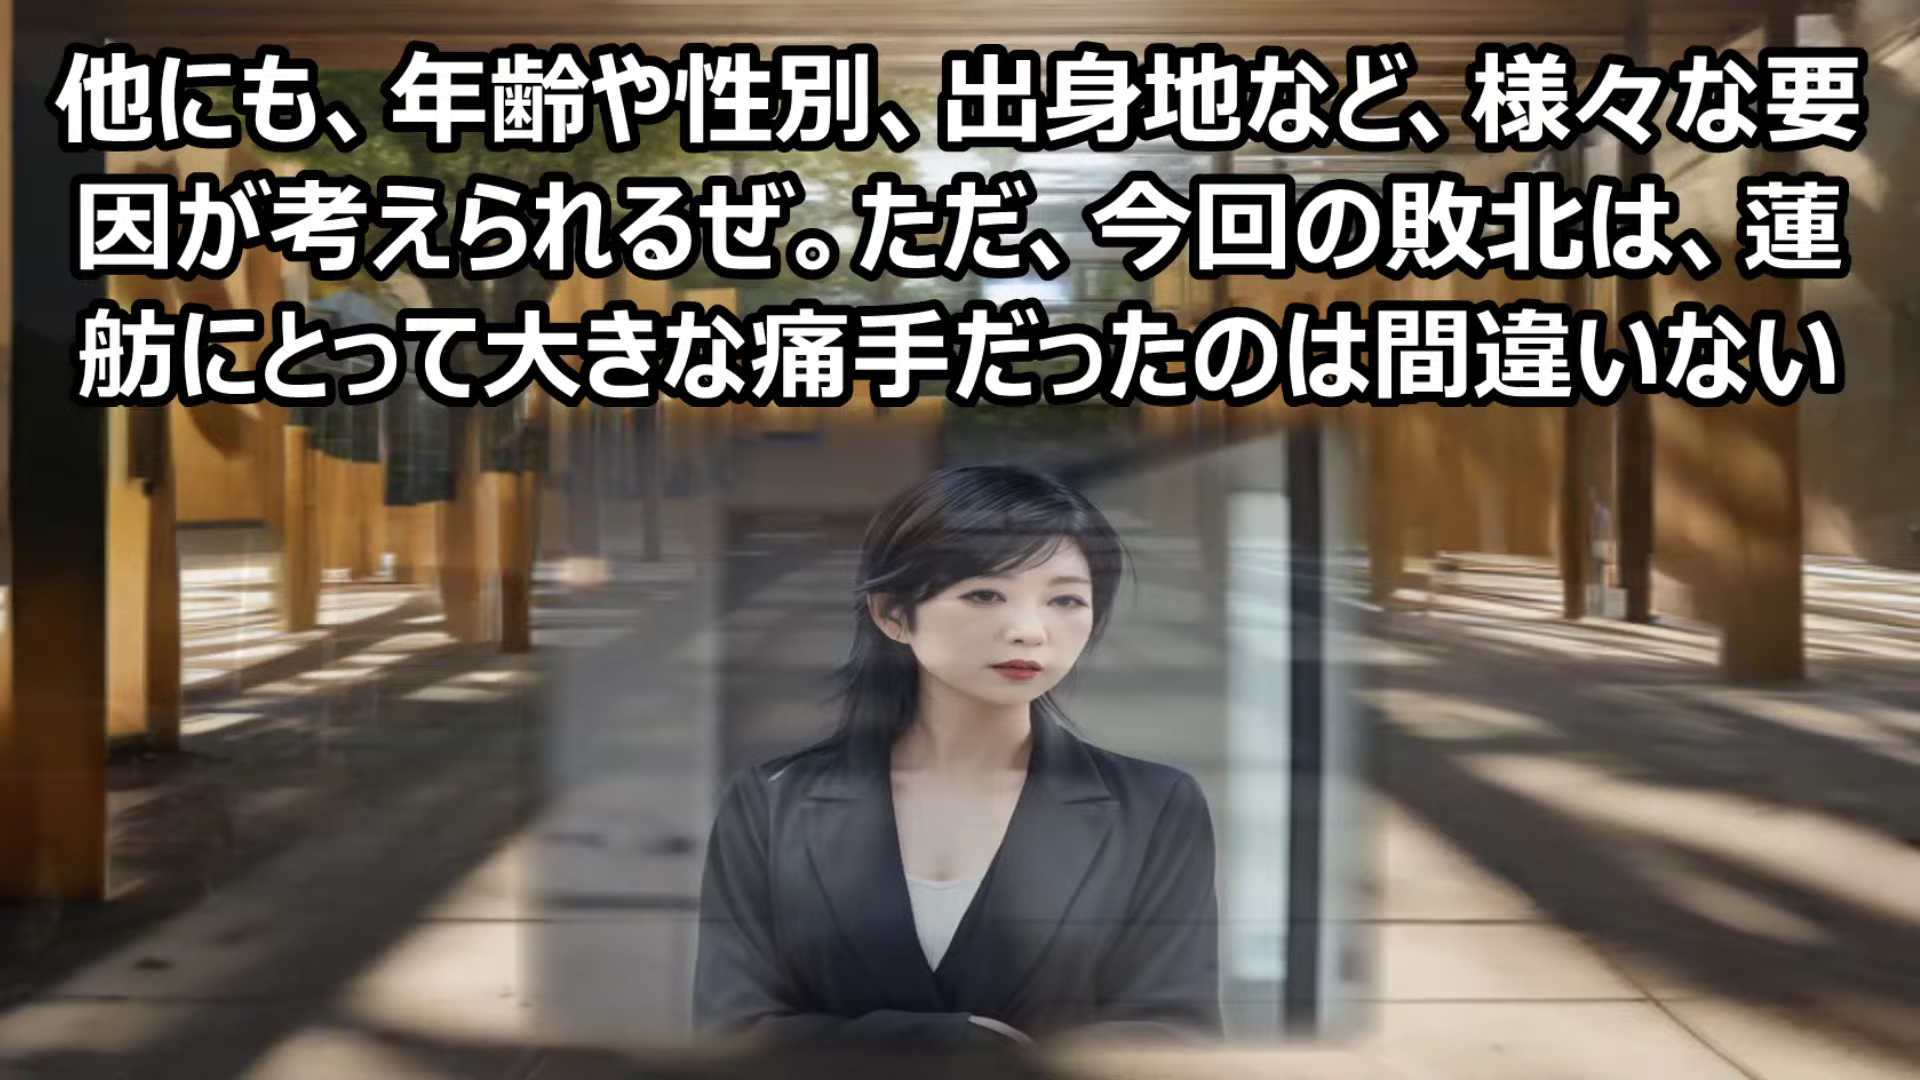 他にも、年齢や性別、出身地など、様々な要
因が考えられるぜ。ただ、今回の敗北は、蓮
舫にとって大きな痛手だったのは間違いない